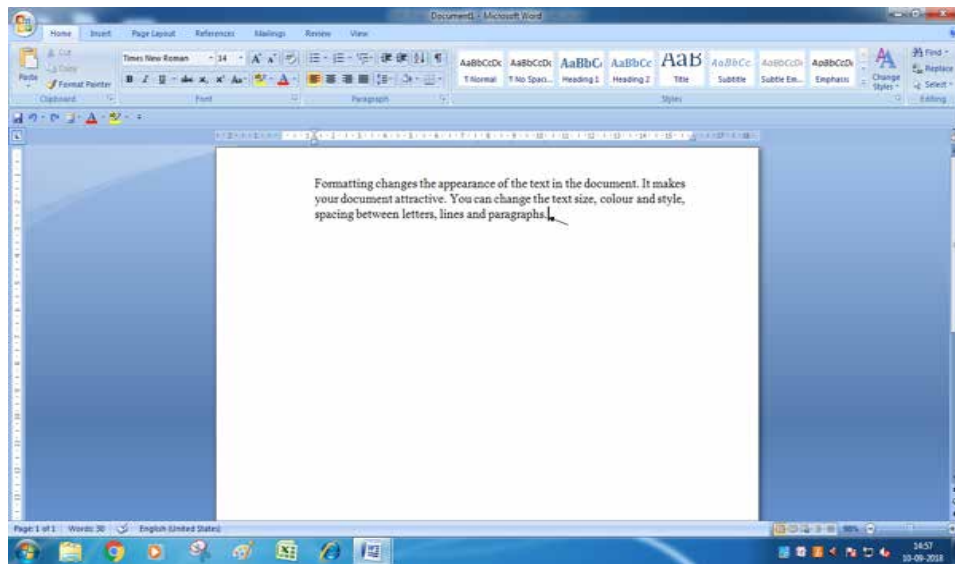 Document1 - Microsoft Word
Home Insert Page Layout References Mailings Review View
Paste
Cut
Copy
Format Painter
Clipboard
Times New Roman 14
Font
Paragraph
AaBbCcDc AaBbCcDc AaBbC AaBbCc AaB AaBbCc. AaBbCcDc AaBbCcDc
¶ Normal ¶ No Spaci... Heading 1 Heading 2 Title Subtitle Subtle Em... Emphasis
Change Styles
Styles
Find
Replace
Select
Editing
Formatting changes the appearance of the text in the document. It makes
your document attractive. You can change the text size, colour and style,
spacing between letters, lines and paragraphs.
Page: 1 of 1 Words: 30 English (United States)
14:57
10-09-2018